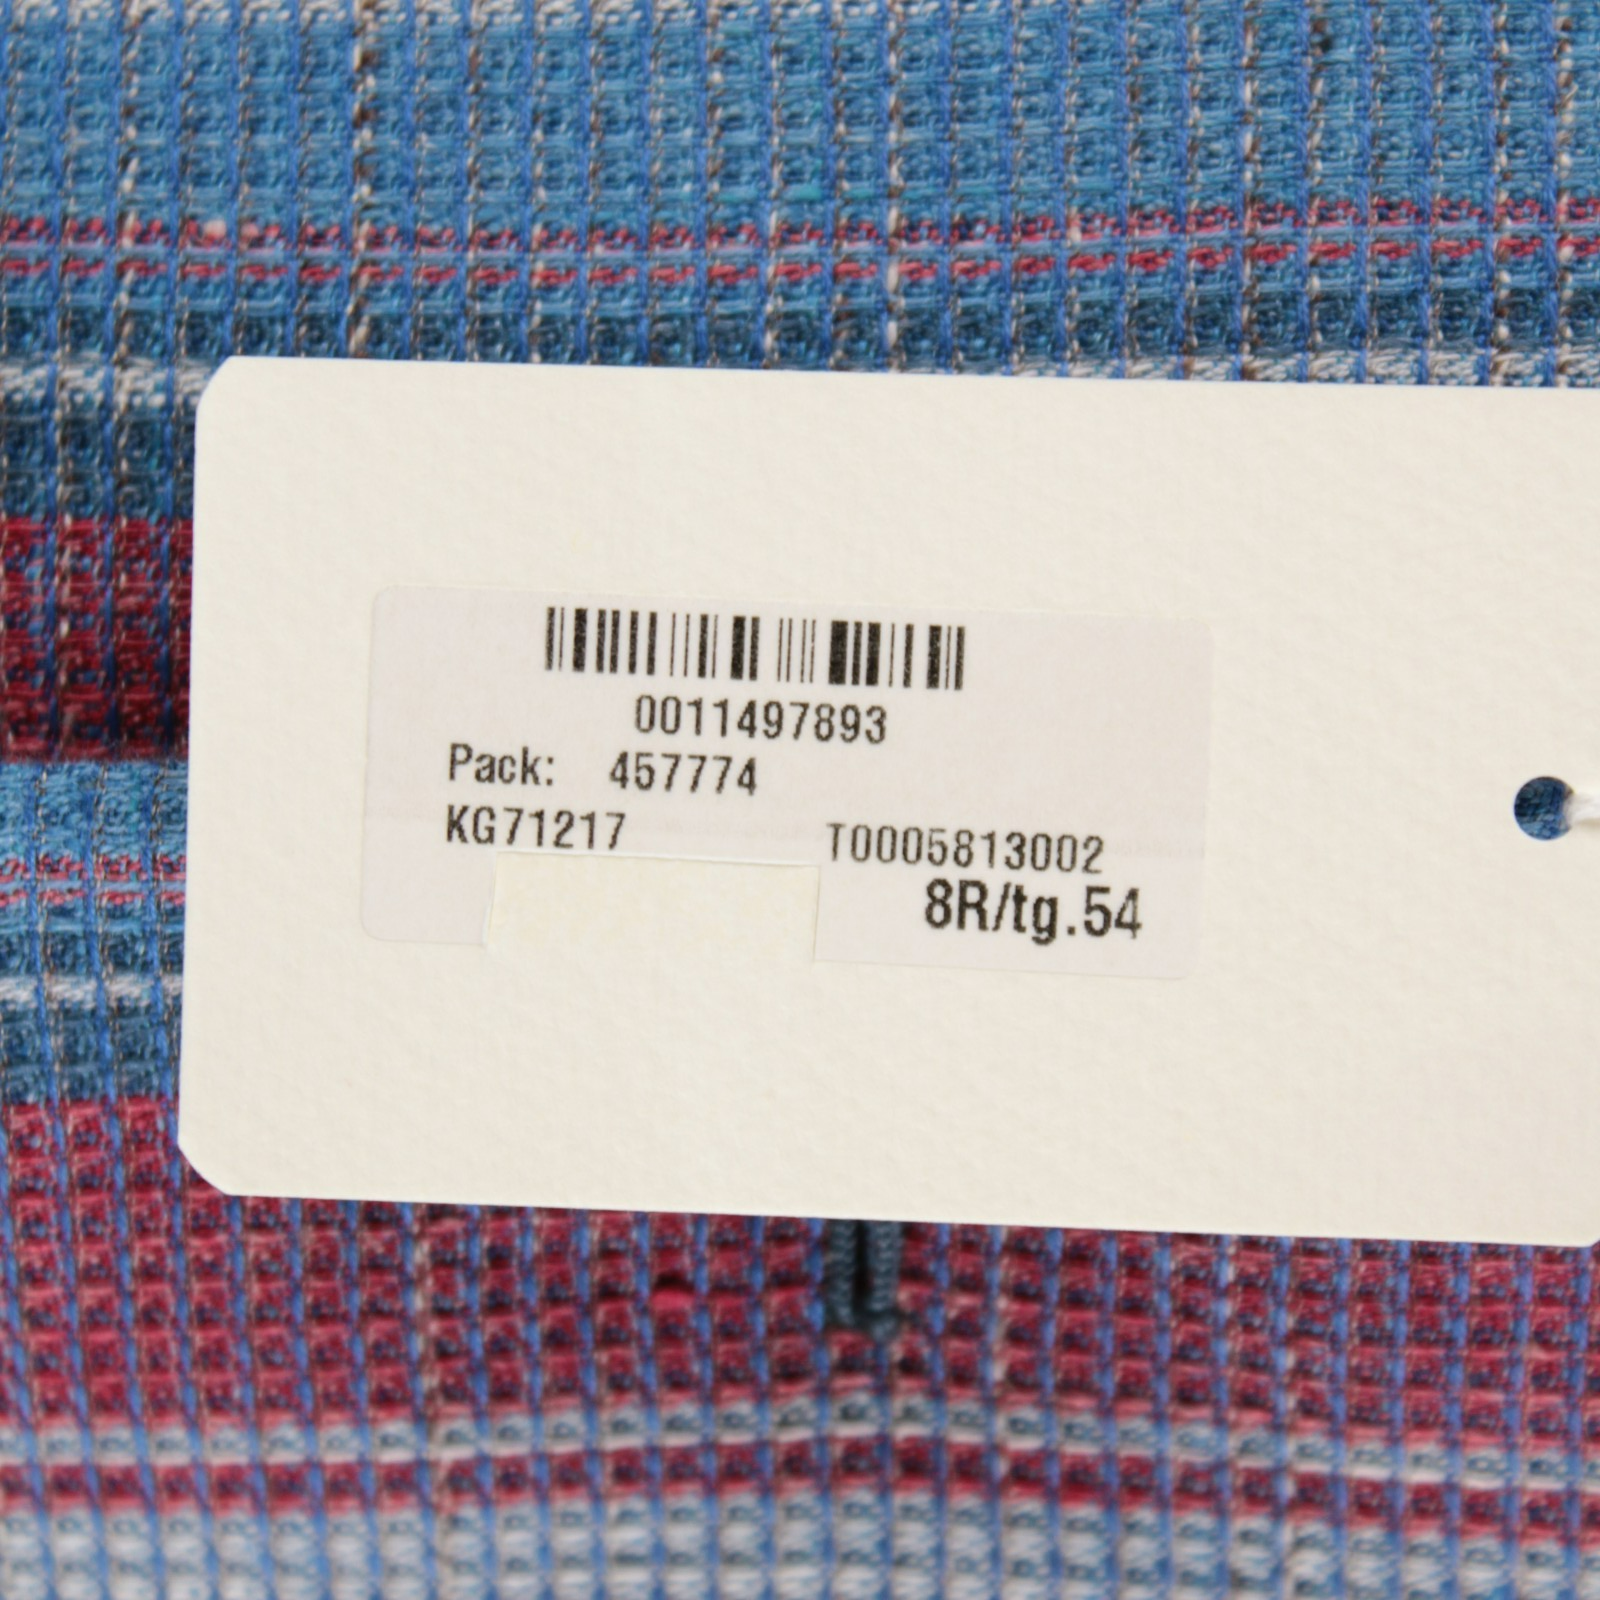 0011497893
Pack: 457774
KG71217 T0005813002
8R/tg.54